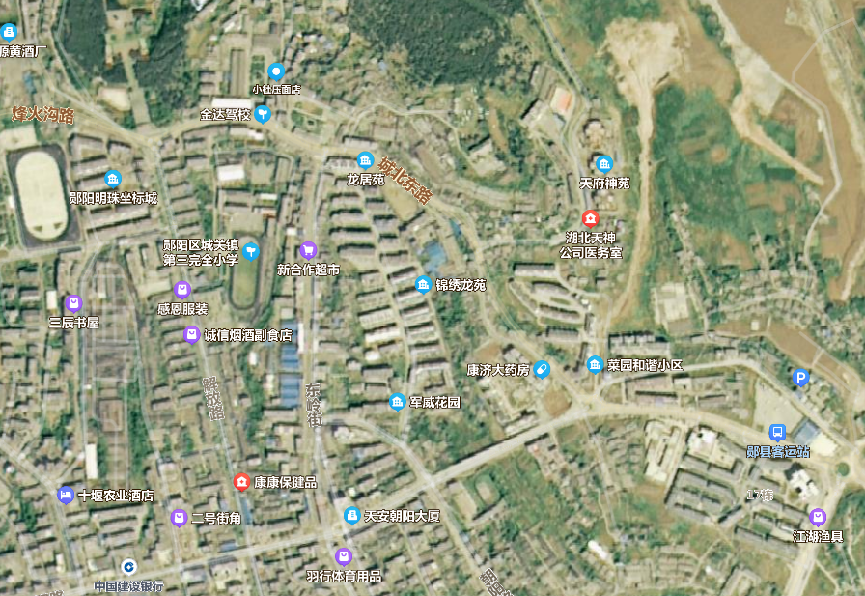 原黄酒厂
小杜压面店
烽火沟路
金达驾校
龙居苑
城北东路
天府神苑
郧阳明珠坐标城
湖北天神
公司医务室
郧阳区城关镇
第三完全小学
新合作超市
锦绣龙苑
感恩服装
三辰书屋
诚信烟酒副食店
康济大药房
菜园和谐小区
P
解放路
东岭街
军威花园
郧县客运站
康康保健品
十堰农业酒店
17楼
二号街角
天安朝阳大厦
江湖渔具
羽行体育用品
中国建设银行